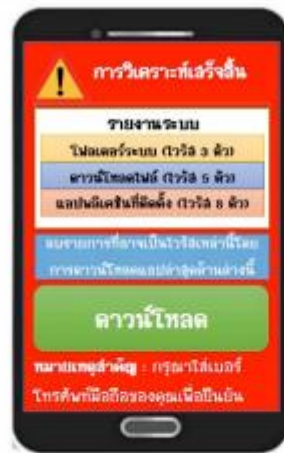 การวิเคราะห์เสร็จสิ้น
รายงานระบบ
โฟลเดอร์ระบบ (ไวรัส 3 ตัว)
ดาวน์โหลดไฟล์ (ไวรัส 5 ตัว)
แอปพลิเคชันที่ติดตั้ง (ไวรัส 8 ตัว)
ลบรายการที่อาจเป็นไวรัสเหล่านี้โดย
การดาวน์โหลดแอปล่าสุดด้านล่างนี้
ดาวน์โหลด
หมายเหตุสำคัญ : กรุณาใส่เบอร์
โทรศัพท์มือถือของคุณเพื่อยืนยัน